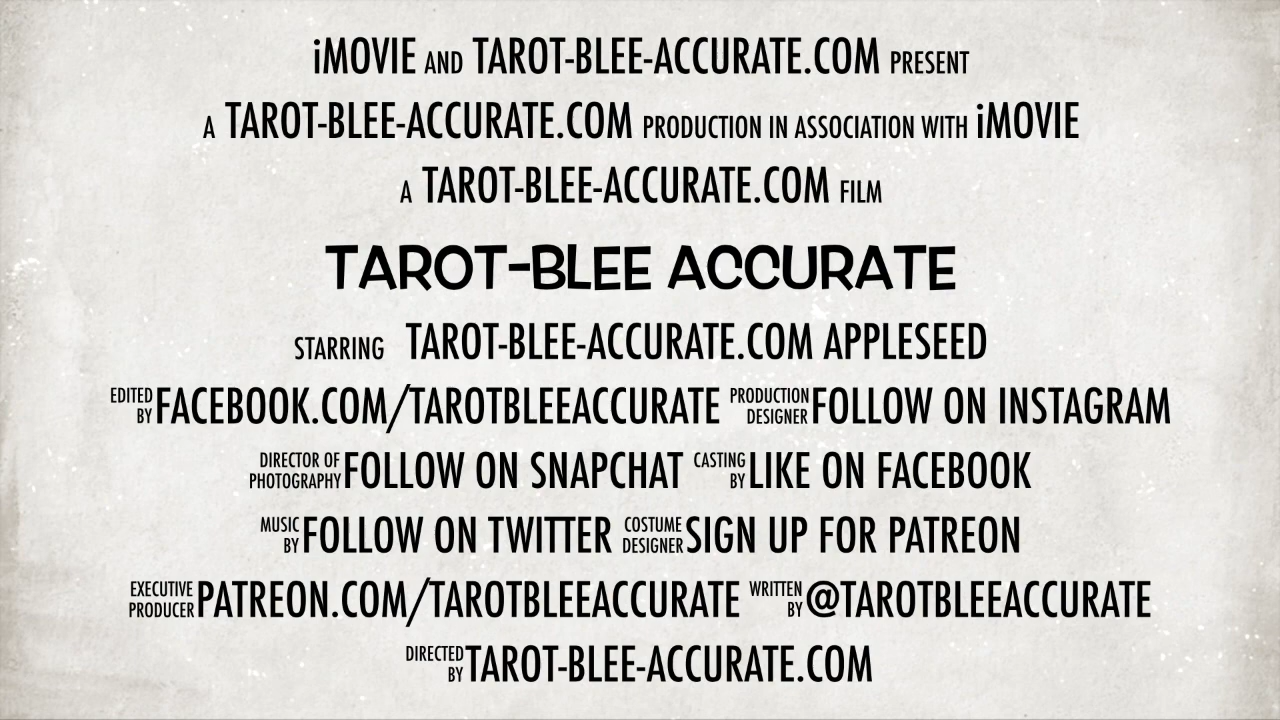 iMOVIE AND TAROT-BLEE-ACCURATE.COM PRESENT
A TAROT-BLEE-ACCURATE.COM PRODUCTION IN ASSOCIATION WITH iMOVIE
A TAROT-BLEE-ACCURATE.COM FILM
TAROT-BLEE ACCURATE
STARRING TAROT-BLEE-ACCURATE.COM APPLESEED
EDITED BY FACEBOOK.COM/TAROTBLEEACCURATE PRODUCTION DESIGNER FOLLOW ON INSTAGRAM
DIRECTOR OF PHOTOGRAPHY FOLLOW ON SNAPCHAT CASTING BY LIKE ON FACEBOOK
MUSIC BY FOLLOW ON TWITTER COSTUME DESIGNER SIGN UP FOR PATREON
EXECUTIVE PRODUCER PATREON.COM/TAROTBLEEACCURATE WRITTEN BY @TAROTBLEEACCURATE
DIRECTED BY TAROT-BLEE-ACCURATE.COM